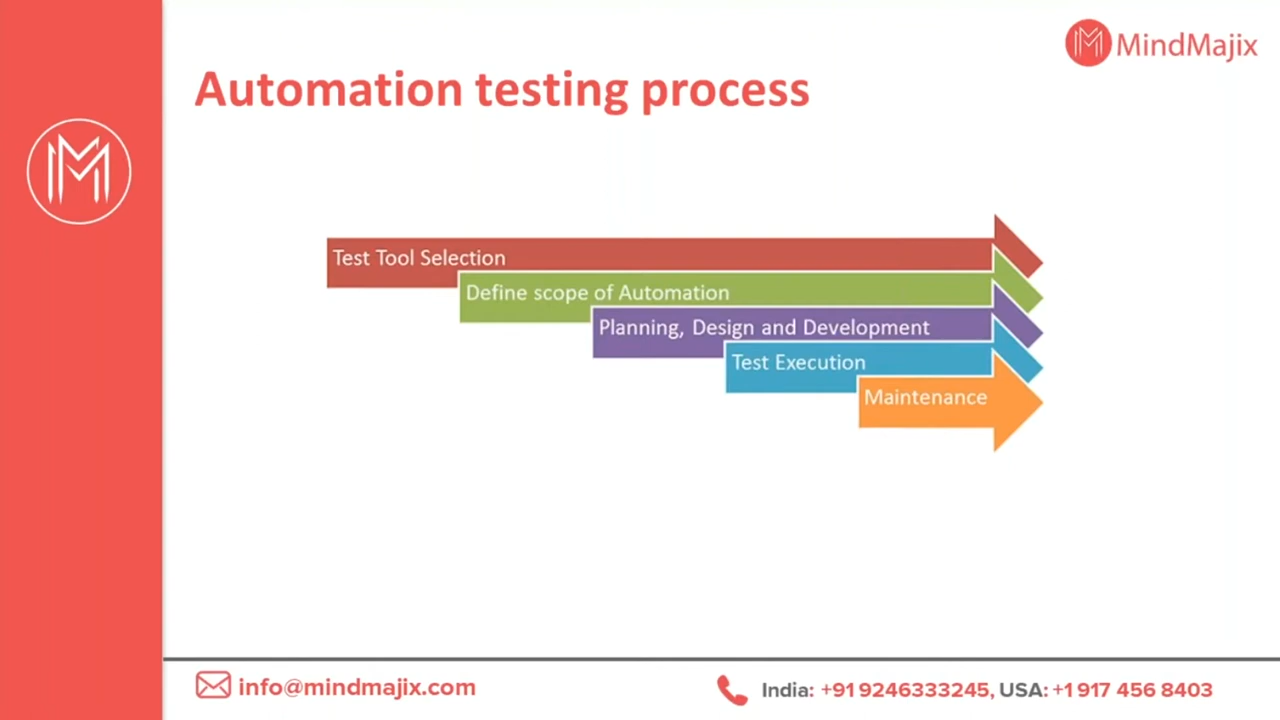 MindMajix
Automation testing process
Test Tool Selection
Define scope of Automation
Planning, Design and Development
Test Execution
Maintenance
info@mindmajix.com
India: +91 9246333245, USA: +1 917 456 8403